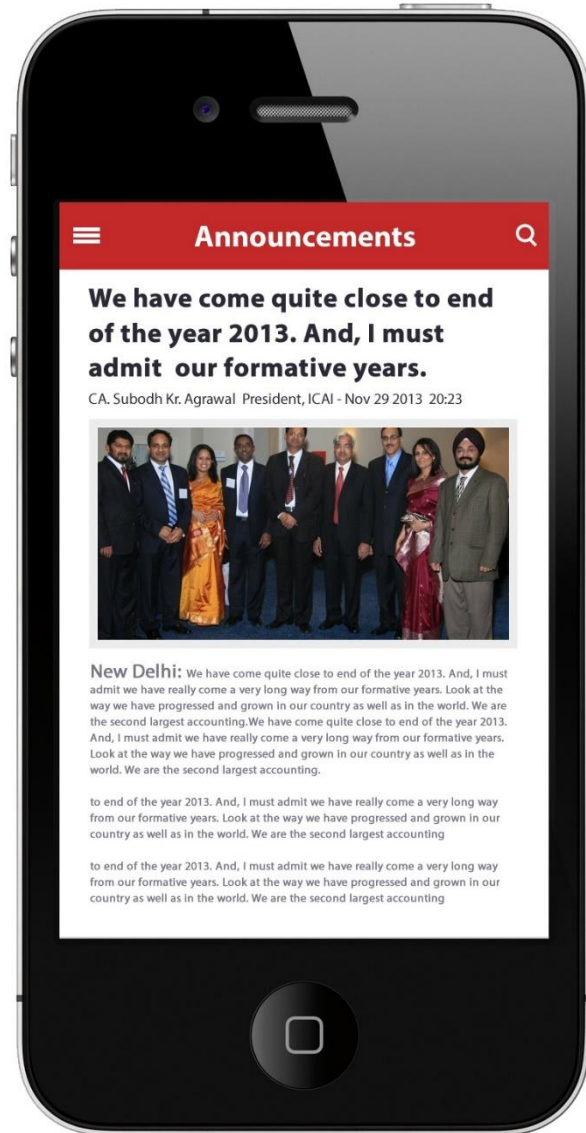 Announcements
We have come quite close to end
of the year 2013. And, I must
admit  our formative years.
CA. Subodh Kr. Agrawal  President, ICAI - Nov 29 2013  20:23
New Delhi: We have come quite close to end of the year 2013. And, I must
admit we have really come a very long way from our formative years. Look at the
way we have progressed and grown in our country as well as in the world. We are
the second largest accounting.We have come quite close to end of the year 2013.
And, I must admit we have really come a very long way from our formative years.
Look at the way we have progressed and grown in our country as well as in the
world. We are the second largest accounting.
to end of the year 2013. And, I must admit we have really come a very long way
from our formative years. Look at the way we have progressed and grown in our
country as well as in the world. We are the second largest accounting
to end of the year 2013. And, I must admit we have really come a very long way
from our formative years. Look at the way we have progressed and grown in our
country as well as in the world. We are the second largest accounting